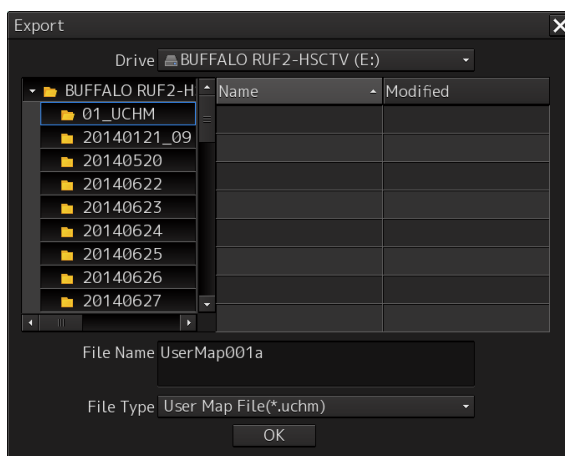 Export
Drive BUFFALO RUF2-HSCTV (E:)
BUFFALO RUF2-H Name Modified
01_UCHM
20140121_09
20140520
20140622
20140623
20140624
20140625
20140626
20140627
File Name UserMap001a
File Type User Map File(*.uchm)
OK